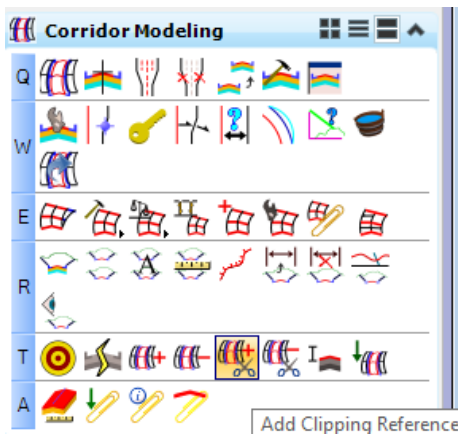 Corridor Modeling
Q
W
E
R
A
T
I
A
Add Clipping Reference